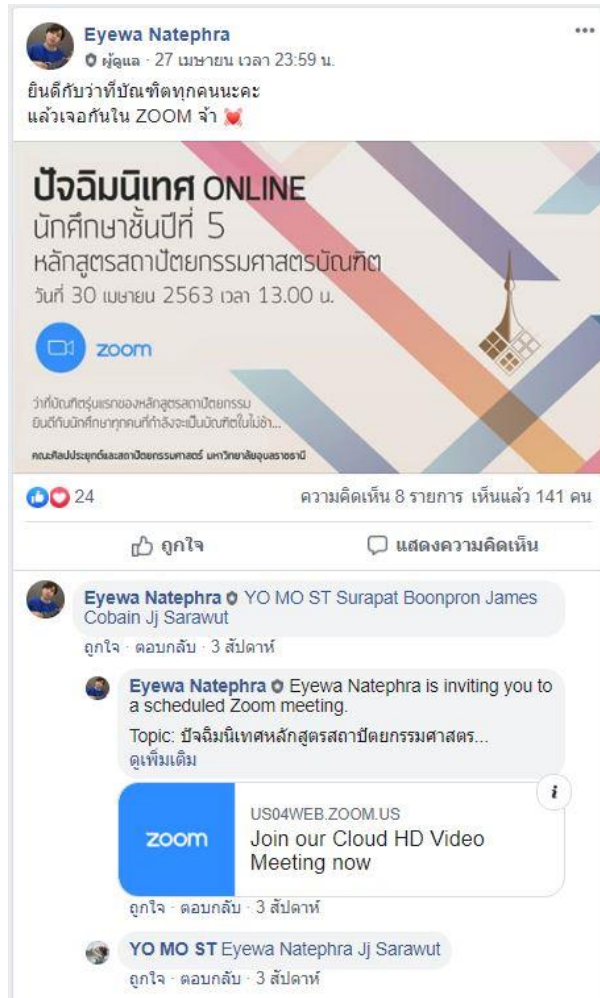 Eyewa Natephra
ผู้ดูแล · 27 เมษายน เวลา 23:59 น.
ยินดีกับว่าที่บัณฑิตทุกคนนะคะ
แล้วเจอกันใน ZOOM จ้า 💓
ปัจฉิมนิเทศ ONLINE
นักศึกษาชั้นปีที่ 5
หลักสูตรสถาปัตยกรรมศาสตรบัณฑิต
วันที่ 30 เมษายน 2563 เวลา 13.00 น.
zoom
ว่าที่บัณฑิตรุ่นแรกของหลักสูตรสถาปัตยกรรม
ยินดีกับนักศึกษาทุกคนที่กำลังจะเป็นบัณฑิตในไม่ช้า...
คณะศิลปประยุกต์และสถาปัตยกรรมศาสตร์ มหาวิทยาลัยอุบลราชธานี
24
ความคิดเห็น 8 รายการ เห็นแล้ว 141 คน
ถูกใจ
แสดงความคิดเห็น
Eyewa Natephra YO MO ST Surapat Boonpron James
Cobain Jj Sarawut
ถูกใจ · ตอบกลับ · 3 สัปดาห์
Eyewa Natephra Eyewa Natephra is inviting you to
a scheduled Zoom meeting.
Topic: ปัจฉิมนิเทศหลักสูตรสถาปัตยกรรมศาสตร...
ดูเพิ่มเติม
zoom
US04WEB.ZOOM.US
Join our Cloud HD Video
Meeting now
ถูกใจ · ตอบกลับ · 3 สัปดาห์
YO MO ST Eyewa Natephra Jj Sarawut
ถูกใจ · ตอบกลับ · 3 สัปดาห์